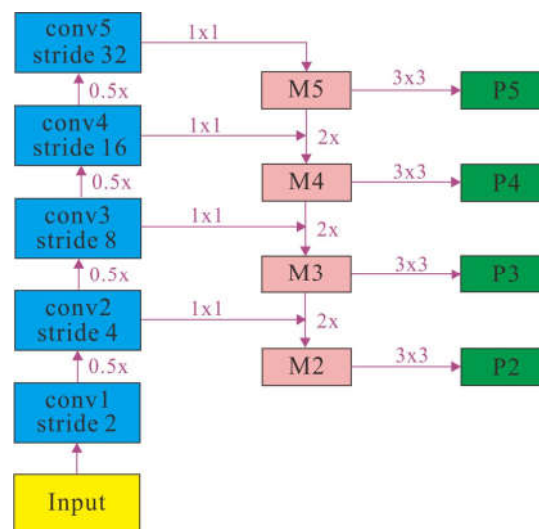 conv5
stride 32
1x1
M5
3x3
P5
0.5x
2x
conv4
stride 16
1x1
M4
3x3
P4
0.5x
2x
conv3
stride 8
1x1
M3
3x3
P3
0.5x
2x
conv2
stride 4
1x1
M2
3x3
P2
0.5x
conv1
stride 2
Input